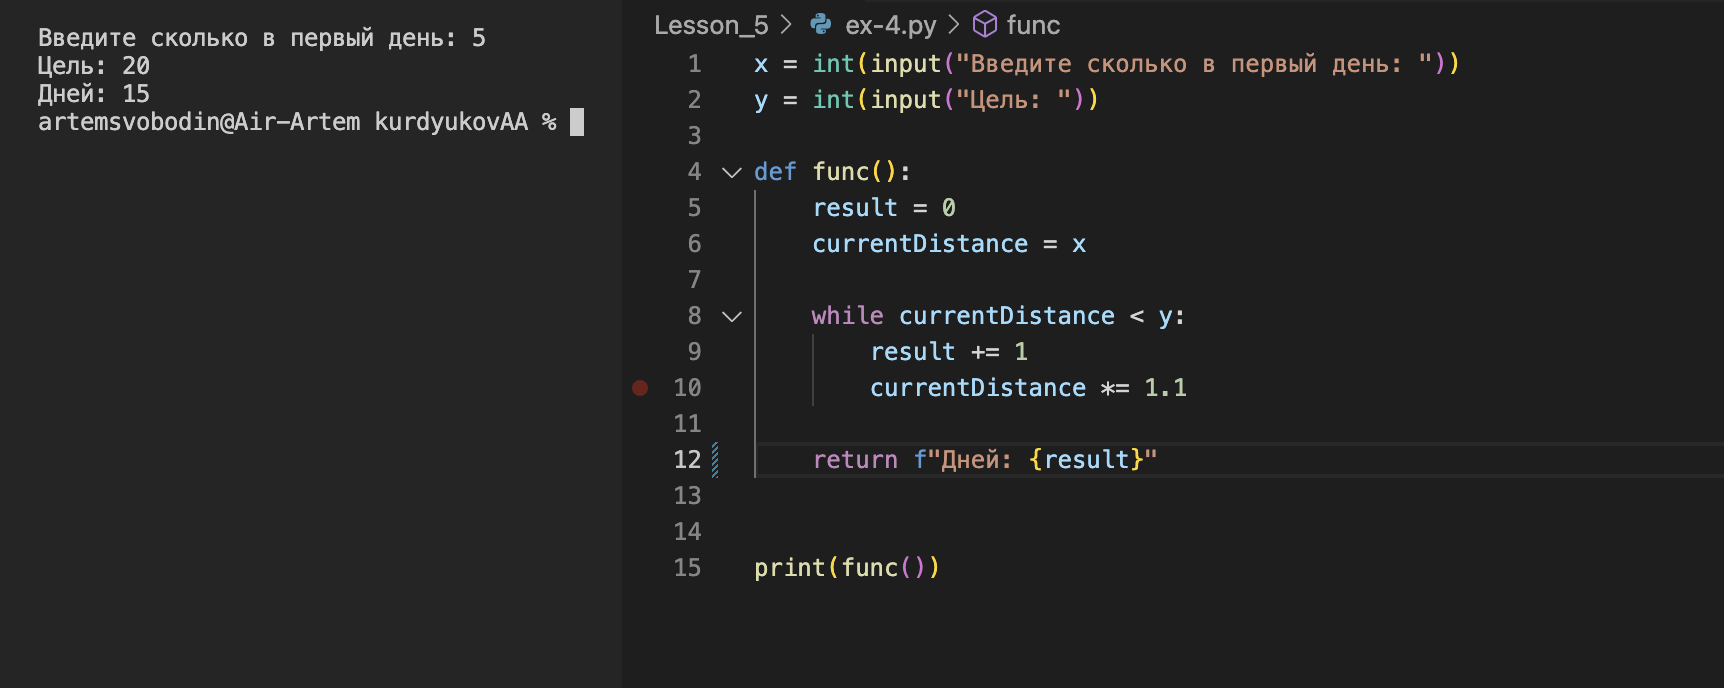 Введите сколько в первый день: 5
Цель: 20
Дней: 15
artemsvobodin@Air-Artem kurdyukovAA %
Lesson_5 > ex-4.py > func
1 x = int(input("Введите сколько в первый день: "))
2 y = int(input("Цель: "))
3
4 def func():
5 result = 0
6 currentDistance = x
7
8 while currentDistance < y:
9 result += 1
10 currentDistance *= 1.1
11
12 return f"Дней: {result}"
13
14
15 print(func())